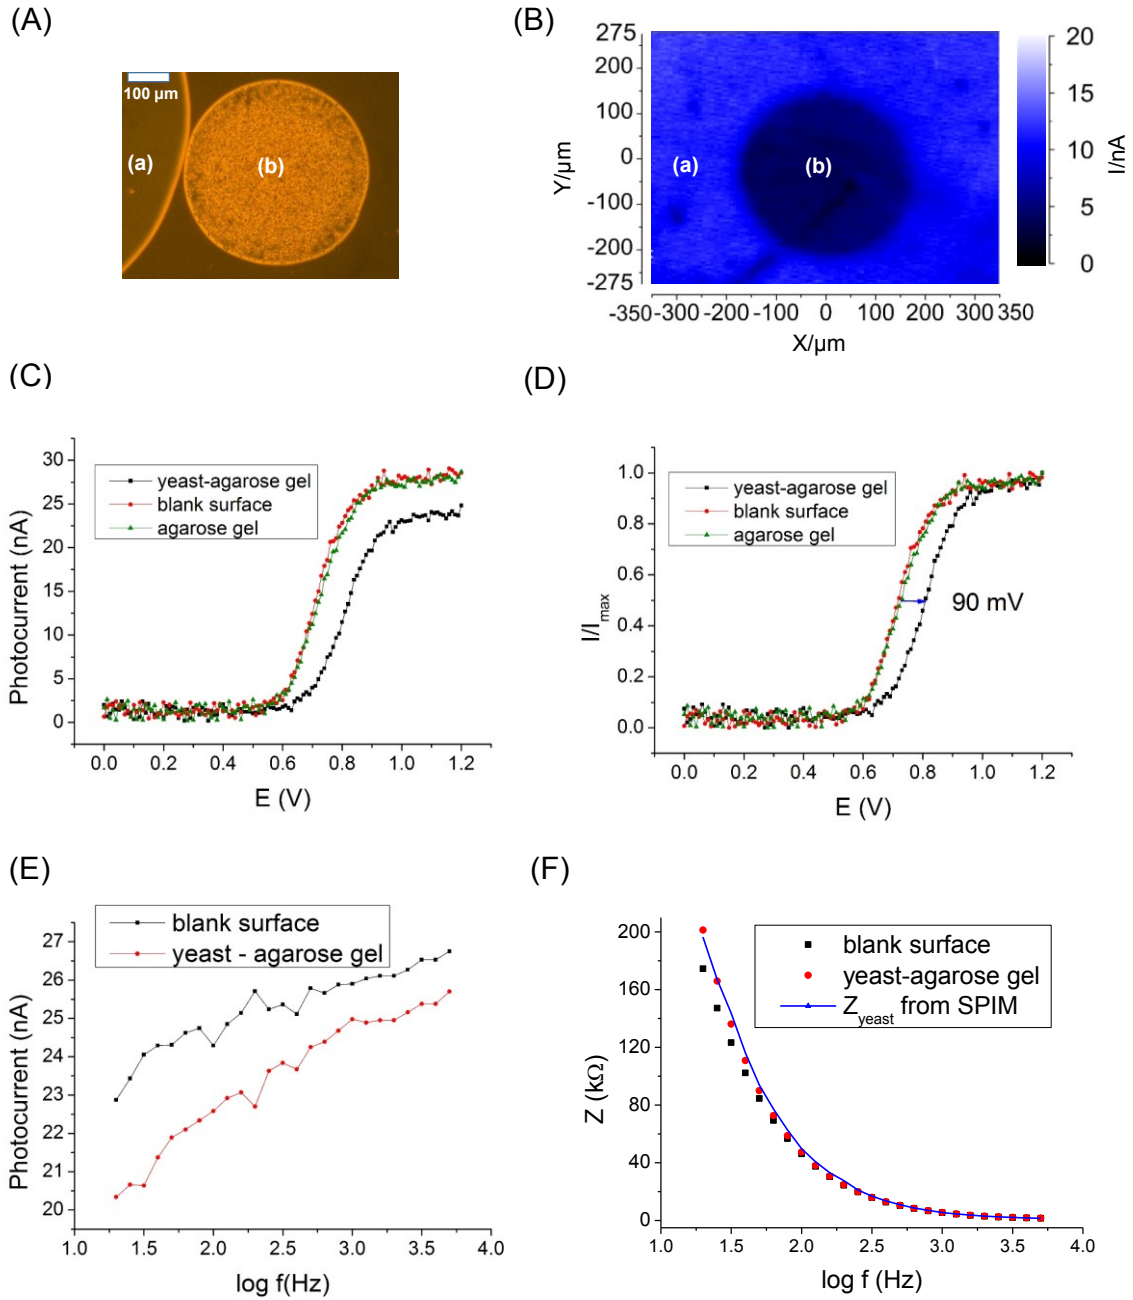 (A)
100 µm
(a)
(b)
(B)
275
200
100
0
-100
-200
-275
Y/µm
(a)
(b)
-350 -300 -200 -100 0 100 200 300 350
X/µm
20
15
10
5
0
I/nA
(C)
30
25
20
15
10
5
0
Photocurrent (nA)
yeast-agarose gel
blank surface
agarose gel
0.0 0.2 0.4 0.6 0.8 1.0 1.2
E (V)
(D)
1.0
0.8
0.6
0.4
0.2
0.0
I/Imax
yeast-agarose gel
blank surface
agarose gel
90 mV
0.0 0.2 0.4 0.6 0.8 1.0 1.2
E (V)
(E)
blank surface
yeast - agarose gel
27
26
25
24
23
22
21
20
Photocurrent (nA)
1.0 1.5 2.0 2.5 3.0 3.5 4.0
log f(Hz)
(F)
200
160
120
80
40
0
Z (kΩ)
blank surface
yeast-agarose gel
Zyeast from SPIM
1.0 1.5 2.0 2.5 3.0 3.5 4.0
log f (Hz)